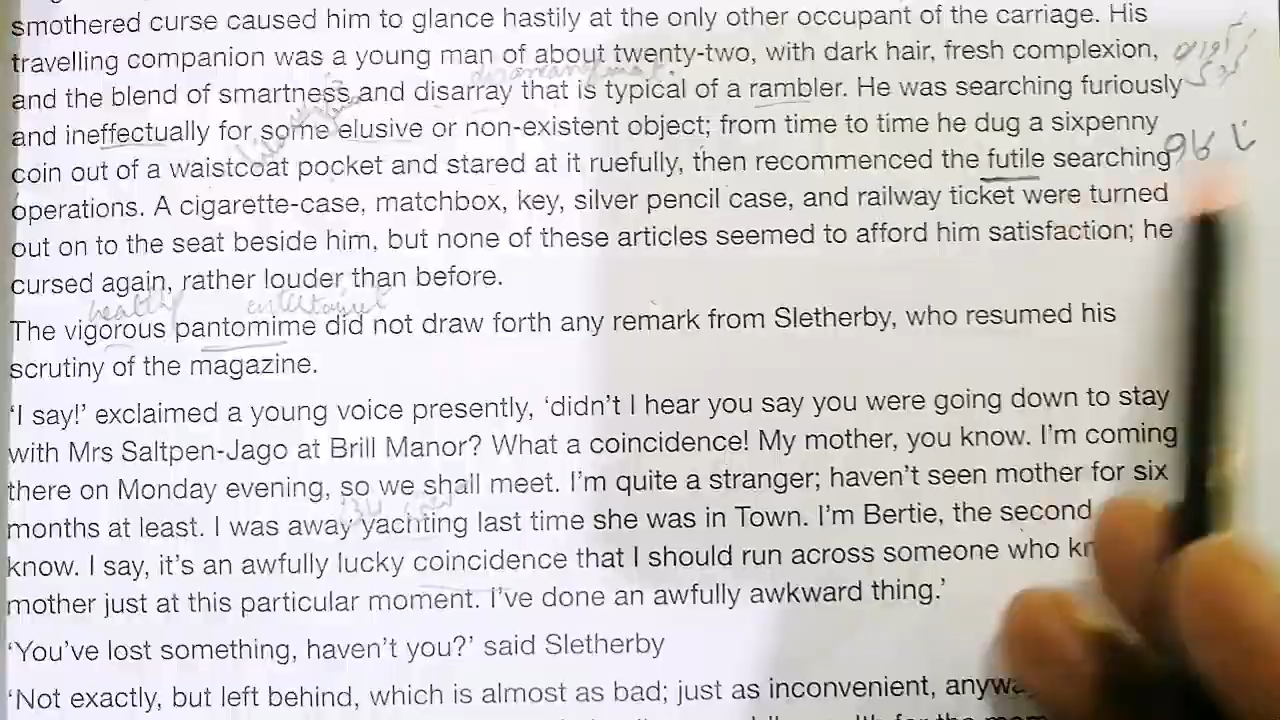 smothered curse caused him to glance hastily at the only other occupant of the carriage. His
travelling companion was a young man of about twenty-two, with dark hair, fresh complexion,
and the blend of smartness and disarray that is typical of a rambler. He was searching furiously
and ineffectually for some elusive or non-existent object; from time to time he dug a sixpenny
coin out of a waistcoat pocket and stared at it ruefully, then recommenced the futile searching
operations. A cigarette-case, matchbox, key, silver pencil case, and railway ticket were turned
out on to the seat beside him, but none of these articles seemed to afford him satisfaction; he
cursed again, rather louder than before.
healthy
The vigorous pantomime did not draw forth any remark from Sletherby, who resumed his
scrutiny of the magazine.
‘I say!’ exclaimed a young voice presently, ‘didn’t I hear you say you were going down to stay
with Mrs Saltpen-Jago at Brill Manor? What a coincidence! My mother, you know. I’m coming
there on Monday evening, so we shall meet. I’m quite a stranger; haven’t seen mother for six
months at least. I was away yachting last time she was in Town. I’m Bertie, the second
know. I say, it’s an awfully lucky coincidence that I should run across someone who
mother just at this particular moment. I’ve done an awfully awkward thing.’
‘You’ve lost something, haven’t you?’ said Sletherby
‘Not exactly, but left behind, which is almost as bad; just as inconvenient,